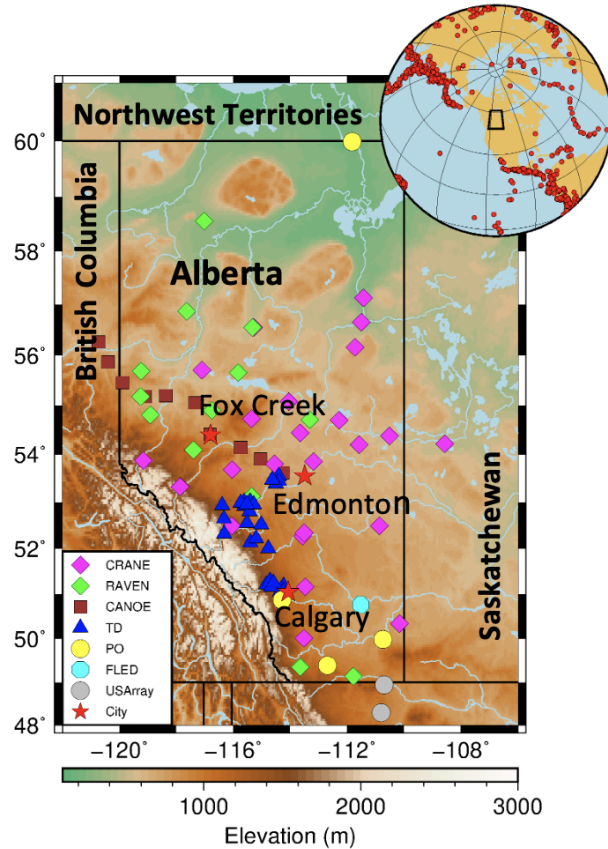 Northwest Territories
60°
58°
56°
54°
52°
50°
48°
British Columbia
Alberta
Fox Creek
Edmonton
Calgary
Saskatchewan
CRANE
RAVEN
CANOE
TD
PO
FLED
USArray
City
−120° −116° −112° −108°
1000 2000 3000
Elevation (m)